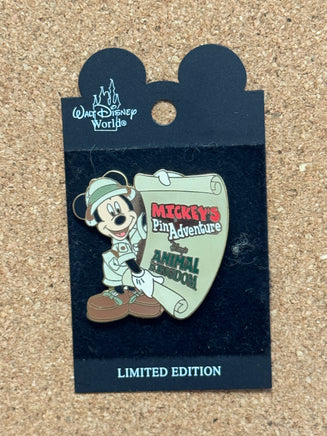 WALT DISNEY
World®
MICKEY'S
Pin Adventure
Disney's
ANIMAL
KINGDOM
LIMITED EDITION